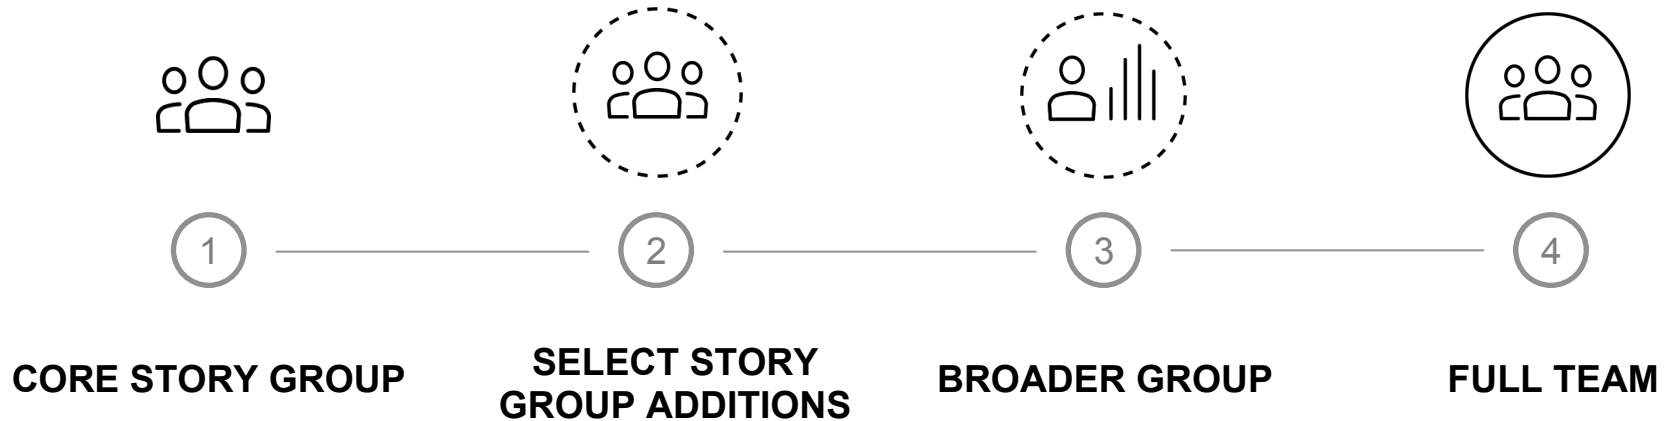 1
2
3
4
CORE STORY GROUP
SELECT STORY
GROUP ADDITIONS
BROADER GROUP
FULL TEAM